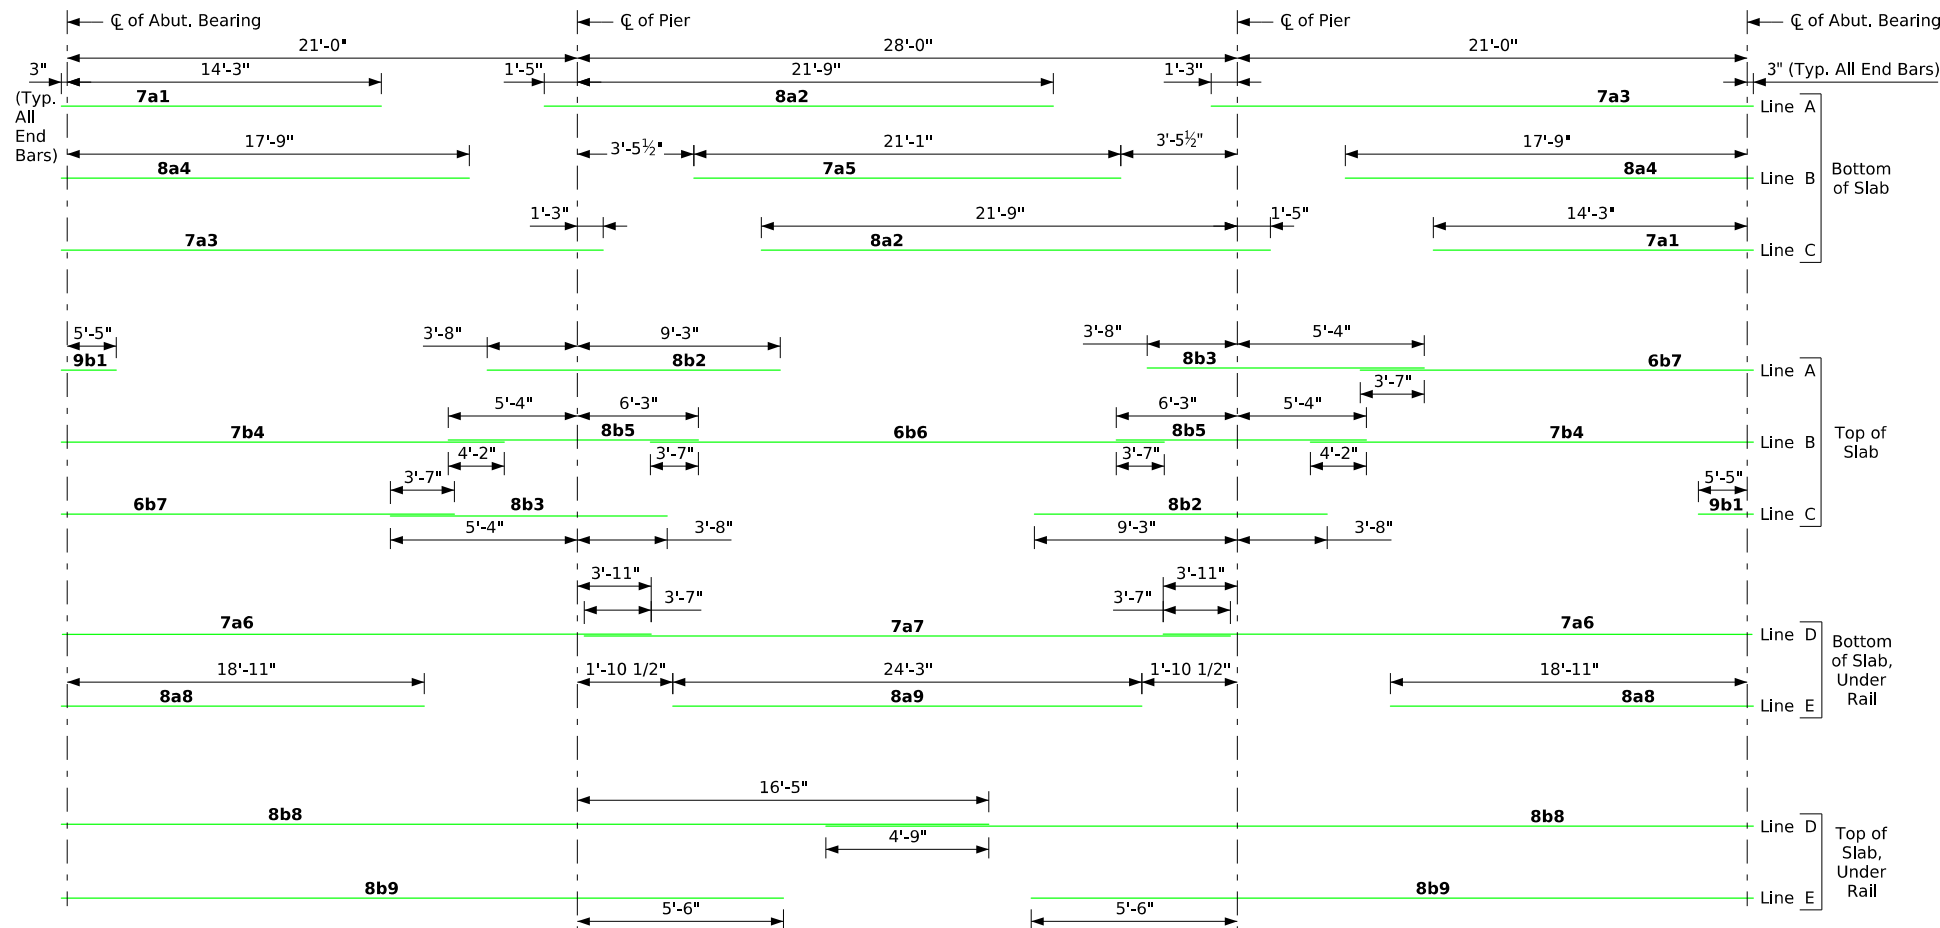 ℄ of Abut. Bearing
℄ of Pier
℄ of Pier
℄ of Abut. Bearing
21'-0"
28'-0"
21'-0"
3"
14'-3"
1'-5"
21'-9"
1'-3"
3" (Typ. All End Bars)
(Typ.
All
End
Bars)
7a1
8a2
7a3
Line A
17'-9"
3'-5½"
21'-1"
3'-5½"
17'-9"
8a4
7a5
8a4
Line B
Bottom
of Slab
1'-3"
21'-9"
1'-5"
14'-3"
7a3
8a2
7a1
Line C
5'-5"
3'-8"
9'-3"
3'-8"
5'-4"
9b1
8b2
8b3
6b7
Line A
3'-7"
5'-4"
6'-3"
6'-3"
5'-4"
7b4
8b5
6b6
8b5
7b4
Line B
Top of
Slab
4'-2"
3'-7"
3'-7"
4'-2"
3'-7"
5'-5"
6b7
8b3
8b2
9b1
Line C
5'-4"
3'-8"
9'-3"
3'-8"
3'-11"
3'-11"
3'-7"
3'-7"
7a6
7a7
7a6
Line D
Bottom
of Slab,
Under
Rail
18'-11"
1'-10 1/2"
24'-3"
1'-10 1/2"
18'-11"
8a8
8a9
8a8
Line E
16'-5"
8b8
8b8
Line D
4'-9"
Top of
Slab,
Under
Rail
8b9
8b9
Line E
5'-6"
5'-6"